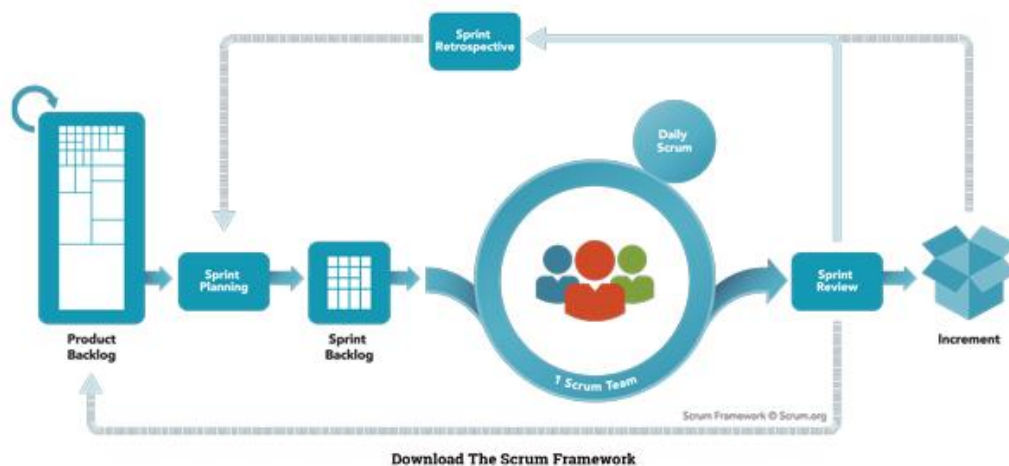 Sprint
Retrospective
Daily
Scrum
Sprint
Planning
Sprint
Review
Product
Backlog
Sprint
Backlog
1 Scrum Team
Increment
Scrum Framework © Scrum.org
Download The Scrum Framework